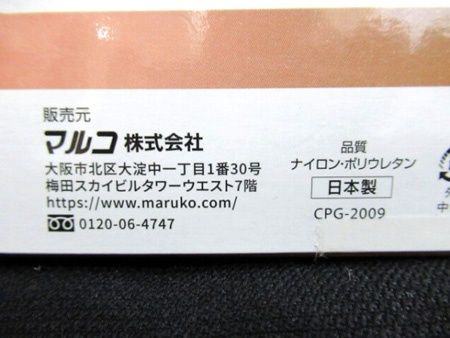 販売元
マルコ 株式会社
大阪市北区大淀中一丁目1番30号
梅田スカイビルタワーウエスト7階
https://www.maruko.com/
0120-06-4747
品質
ナイロン・ポリウレタン
日本製
CPG-2009
中